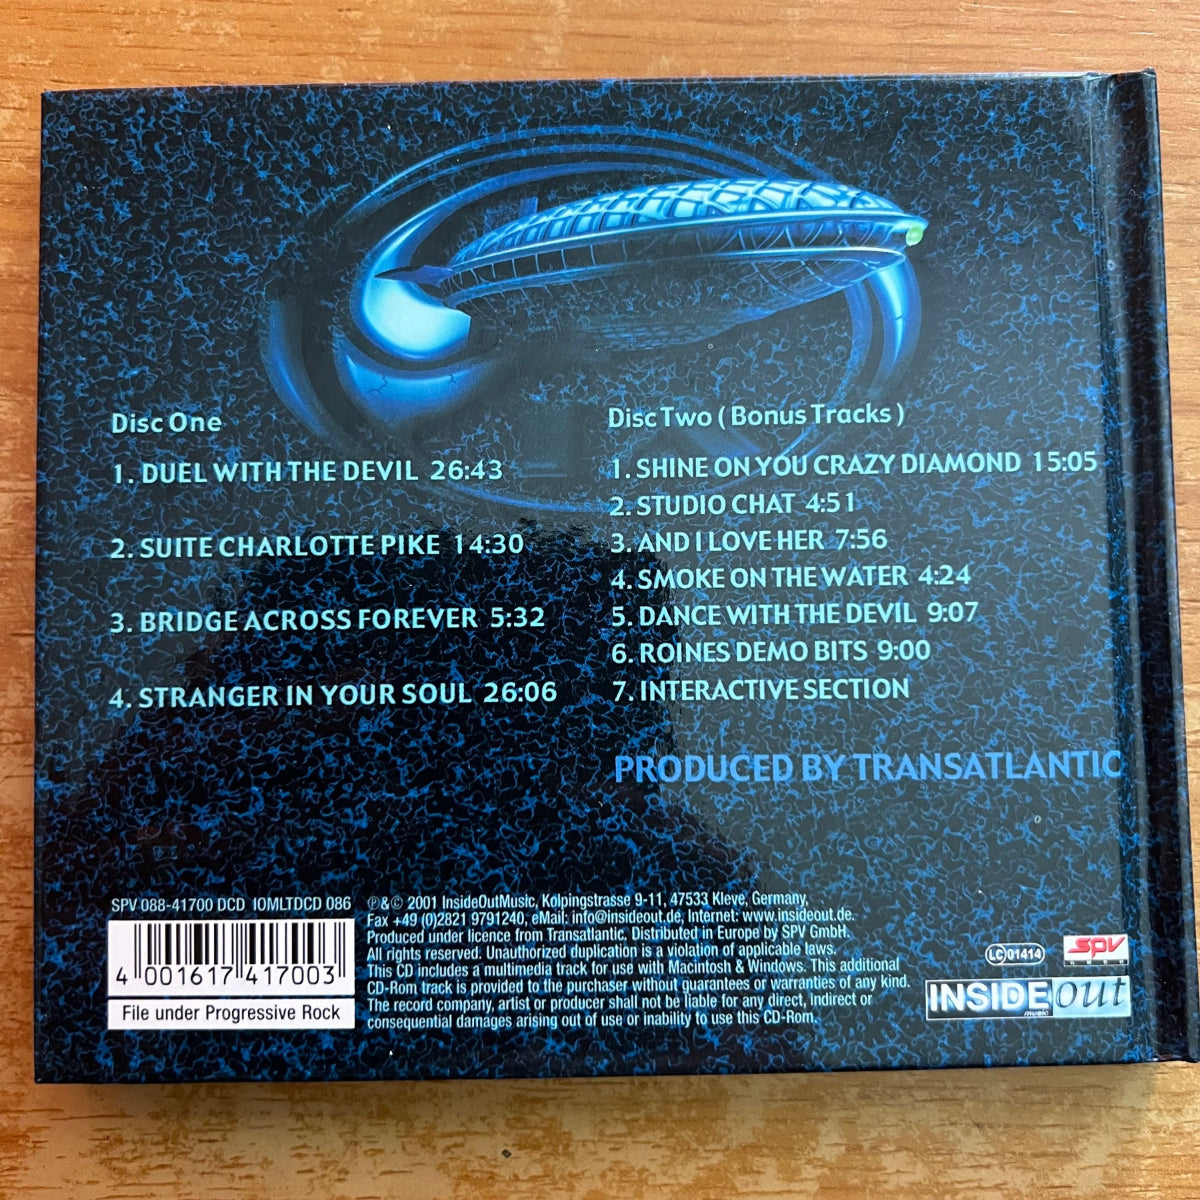 Disc One
1. DUEL WITH THE DEVIL 26:43
2. SUITE CHARLOTTE PIKE 14:30
3. BRIDGE ACROSS FOREVER 5:32
4. STRANGER IN YOUR SOUL 26:06
Disc Two ( Bonus Tracks )
1. SHINE ON YOU CRAZY DIAMOND 15:05
2. STUDIO CHAT 4:51
3. AND I LOVE HER 7:56
4. SMOKE ON THE WATER 4:24
5. DANCE WITH THE DEVIL 9:07
6. ROINES DEMO BITS 9:00
7. INTERACTIVE SECTION
PRODUCED BY TRANSATLANTIC
SPV 088-41700 DCD IOMLTDCD 086
4 001617 417003
File under Progressive Rock
℗&© 2001 InsideOutMusic, Kolpingstrasse 9-11, 47533 Kleve, Germany,
Fax +49 (0)2821 9791240, eMail: info@insideout.de, Internet: www.insideout.de.
Produced under licence from Transatlantic. Distributed in Europe by SPV GmbH.
All rights reserved. Unauthorized duplication is a violation of applicable laws.
This CD includes a multimedia track for use with Macintosh & Windows. This additional
CD-Rom track is provided to the purchaser without guarantees or warranties of any kind.
The record company, artist or producer shall not be liable for any direct, indirect or
consequential damages arising out of use or inability to use this CD-Rom.
LC 01414
SPV
INSIDE out
music